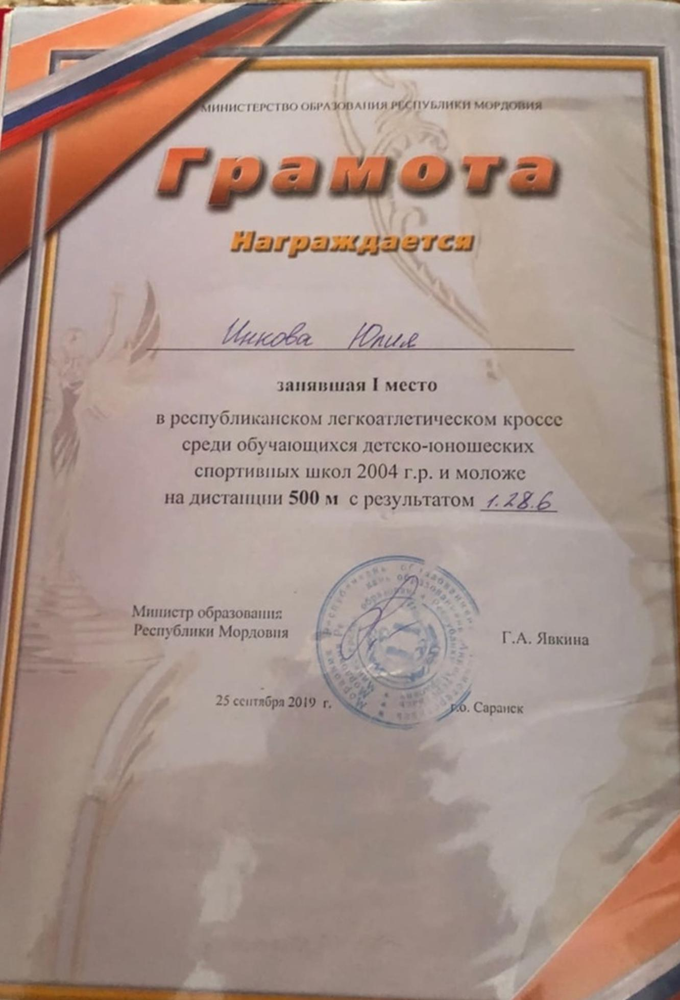 МИНИСТЕРСТВО ОБРАЗОВАНИЯ РЕСПУБЛИКИ МОРДОВИЯ
Грамота
Награждается
Инкова Юлия
занявшая I место
в республиканском легкоатлетическом кроссе
среди обучающихся детско-юношеских
спортивных школ 2004 г.р. и моложе
на дистанции 500 м с результатом 1.28.6
Министр образования
Республики Мордовия
Г.А. Явкина
25 сентября 2019 г.
г.о. Саранск